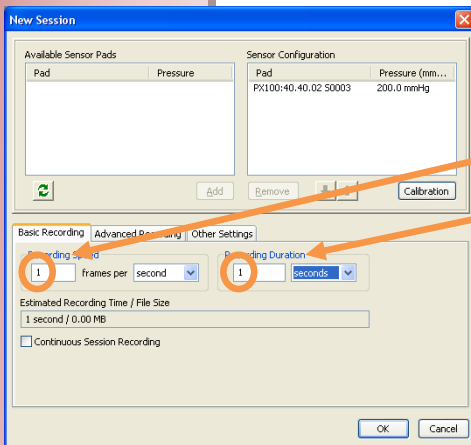 New Session
Available Sensor Pads
Sensor Configuration
Pad Pressure
Pad Pressure (mm...
PX100:40.40.02 S0003 200.0 mmHg
Add
Remove
Calibration
Basic Recording Advanced Recording Other Settings
Recording Speed
Recording Duration
1 frames per second
1 seconds
Estimated Recording Time / File Size
1 second / 0.00 MB
Continuous Session Recording
OK Cancel